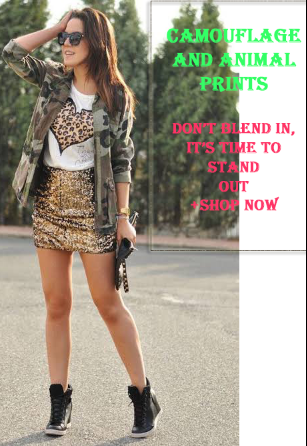 CAMOUFLAGE
AND ANIMAL
PRINTS
DON'T BLEND IN,
IT'S TIME TO
STAND
OUT
+SHOP NOW